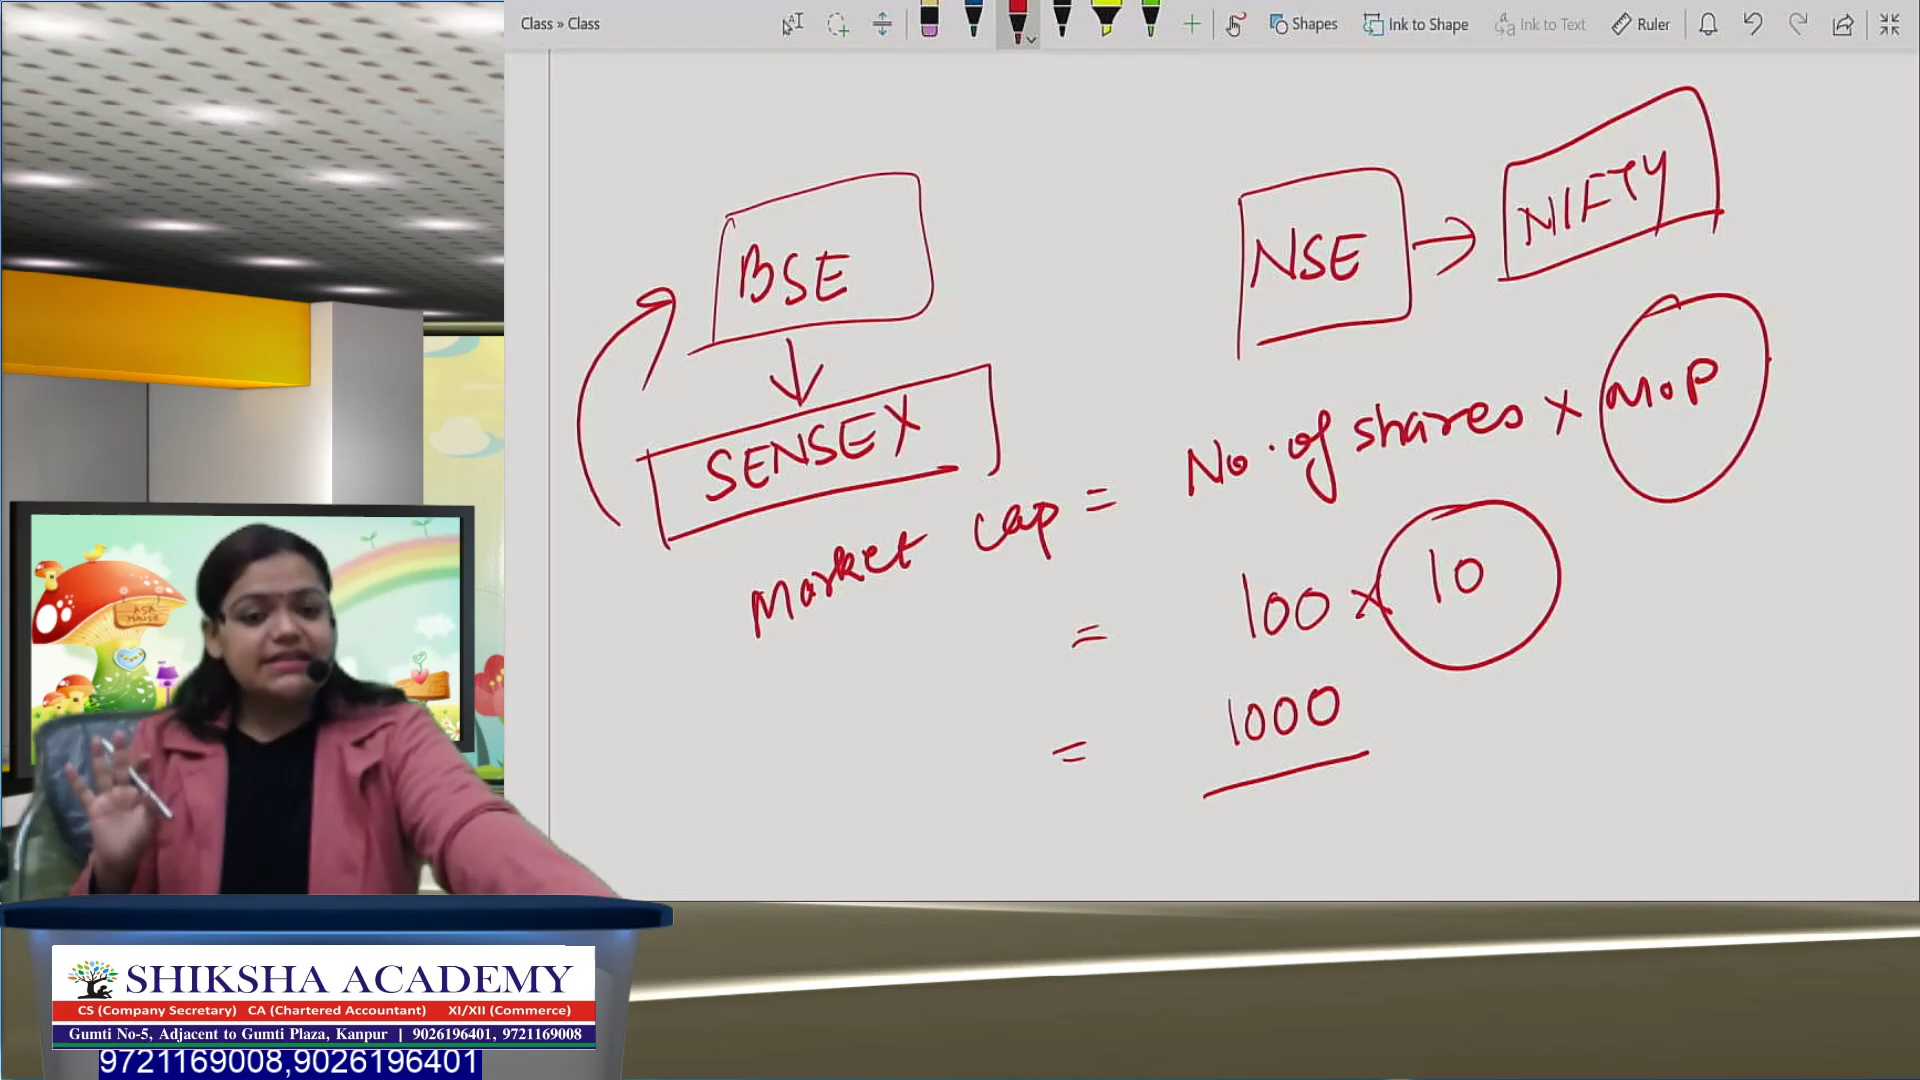 Class » Class
Shapes
Ink to Shape
Ink to Text
Ruler
BSE
NSE
NIFTY
SENSEX
Market cap = No. of shares × M.P
= 100 × 10
= 1000
ASA
House
SHIKSHA ACADEMY
CS (Company Secretary) CA (Chartered Accountant) XI/XII (Commerce)
Gumti No-5, Adjacent to Gumti Plaza, Kanpur | 9026196401, 9721169008
9721169008,9026196401